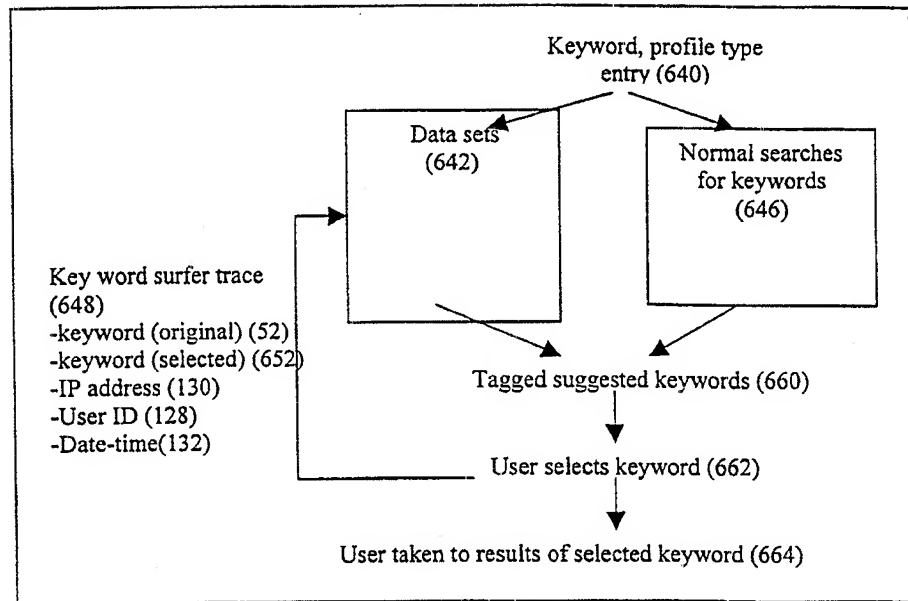 Keyword, profile type
entry (640)
Data sets
(642)
Normal searches
for keywords
(646)
Key word surfer trace
(648)
-keyword (original) (52)
-keyword (selected) (652)
-IP address (130)
-User ID (128)
-Date-time(132)
Tagged suggested keywords (660)
User selects keyword (662)
User taken to results of selected keyword (664)